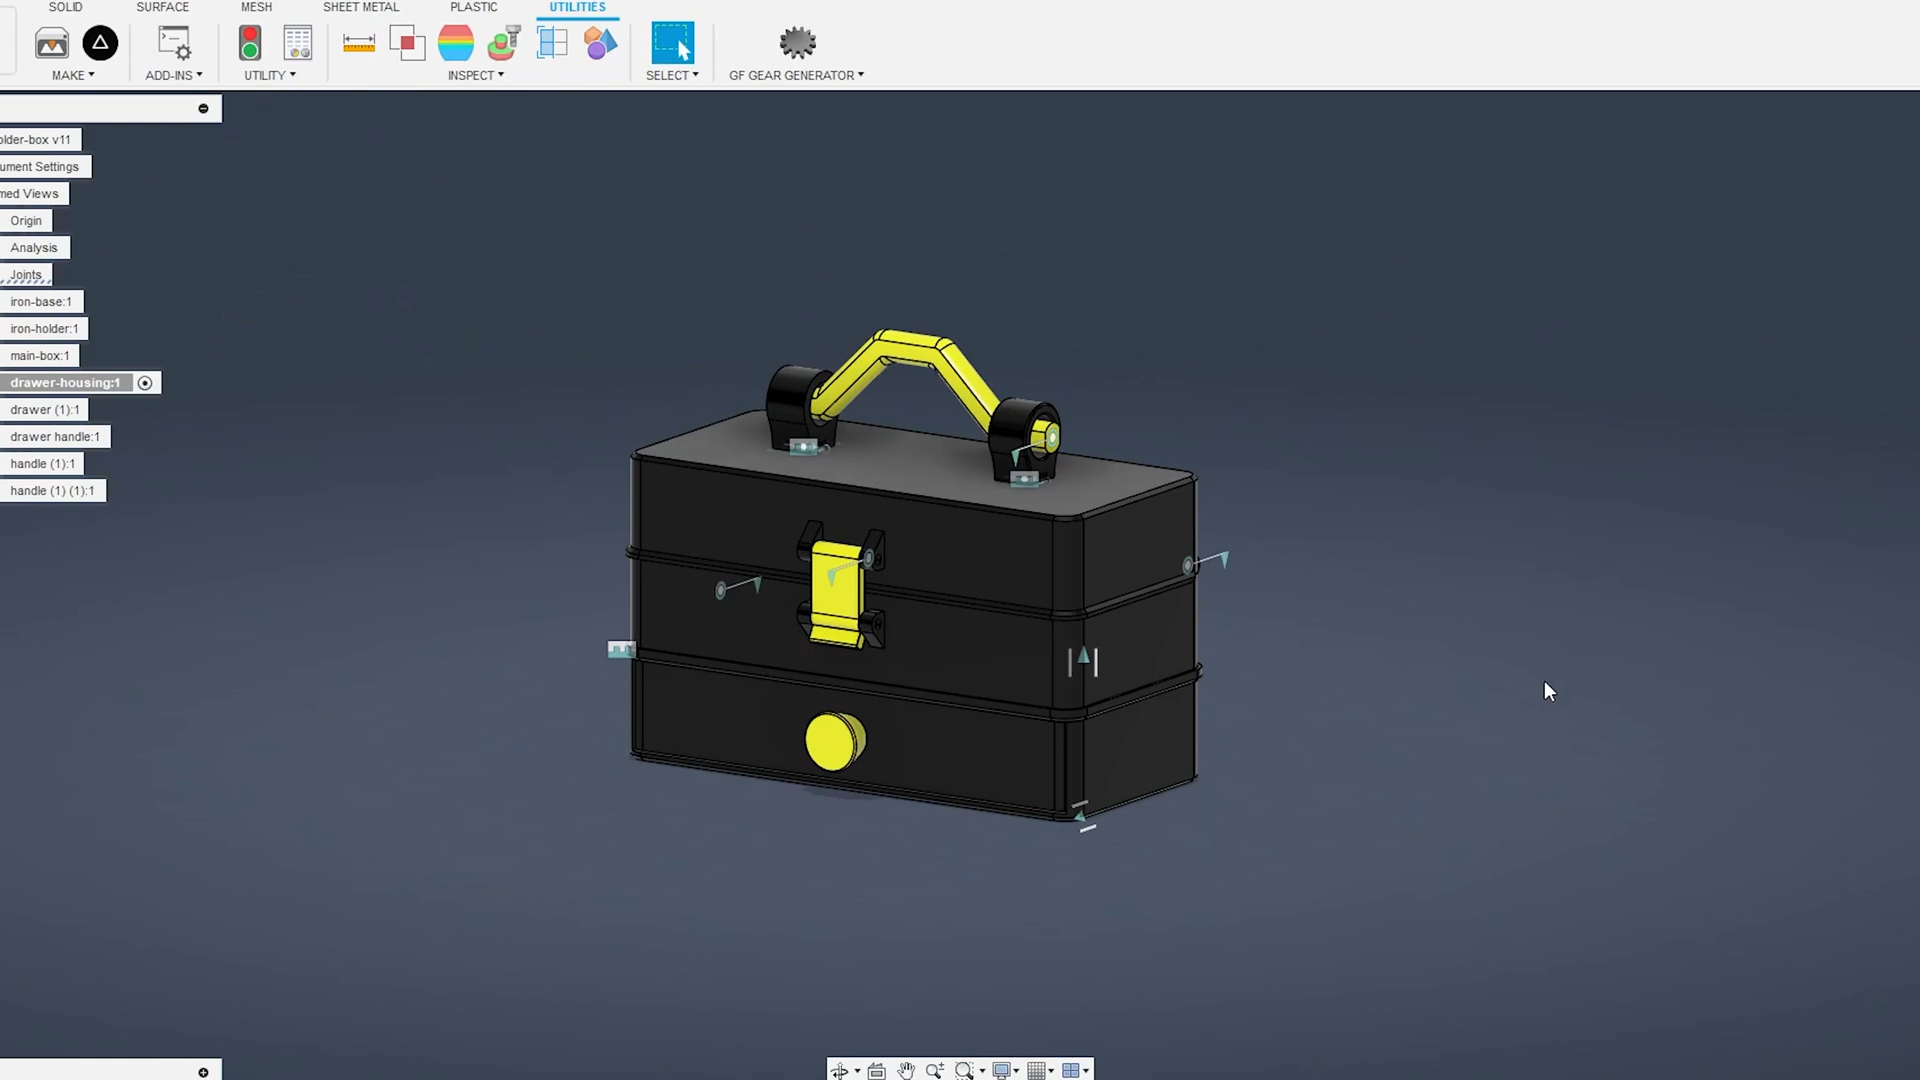 SOLID SURFACE MESH SHEET METAL PLASTIC UTILITIES
MAKE ADD-INS UTILITY INSPECT SELECT GF GEAR GENERATOR
older-box v11
ument Settings
med Views
Origin
Analysis
Joints
iron-base:1
iron-holder:1
main-box:1
drawer-housing:1
drawer (1):1
drawer handle:1
handle (1):1
handle (1) (1):1